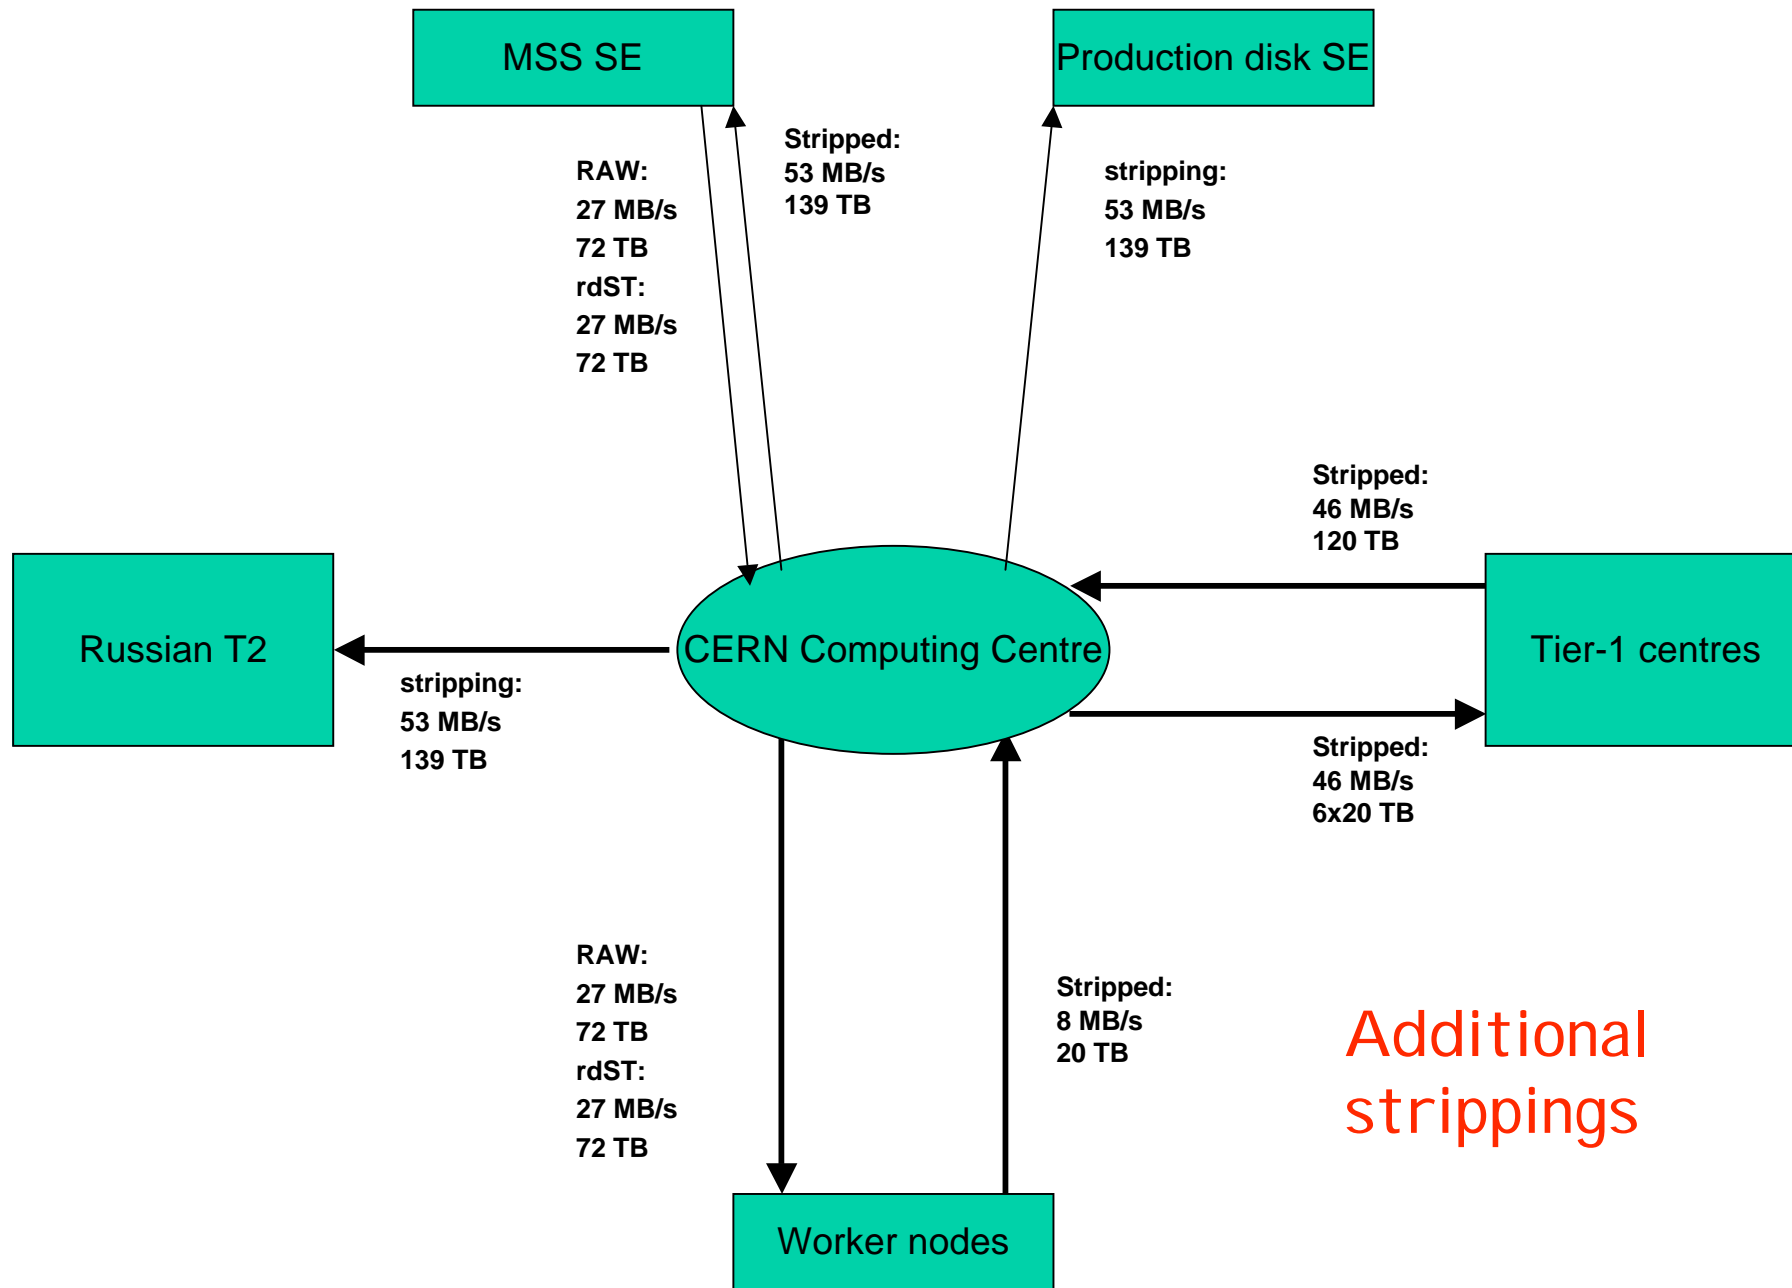 MSS SE
Production disk SE
Stripped:
53 MB/s
139 TB
RAW:
27 MB/s
72 TB
rdST:
27 MB/s
72 TB
stripping:
53 MB/s
139 TB
Stripped:
46 MB/s
120 TB
Russian T2
CERN Computing Centre
Tier-1 centres
stripping:
53 MB/s
139 TB
Stripped:
46 MB/s
6x20 TB
RAW:
27 MB/s
72 TB
rdST:
27 MB/s
72 TB
Stripped:
8 MB/s
20 TB
Additional
strippings
Worker nodes